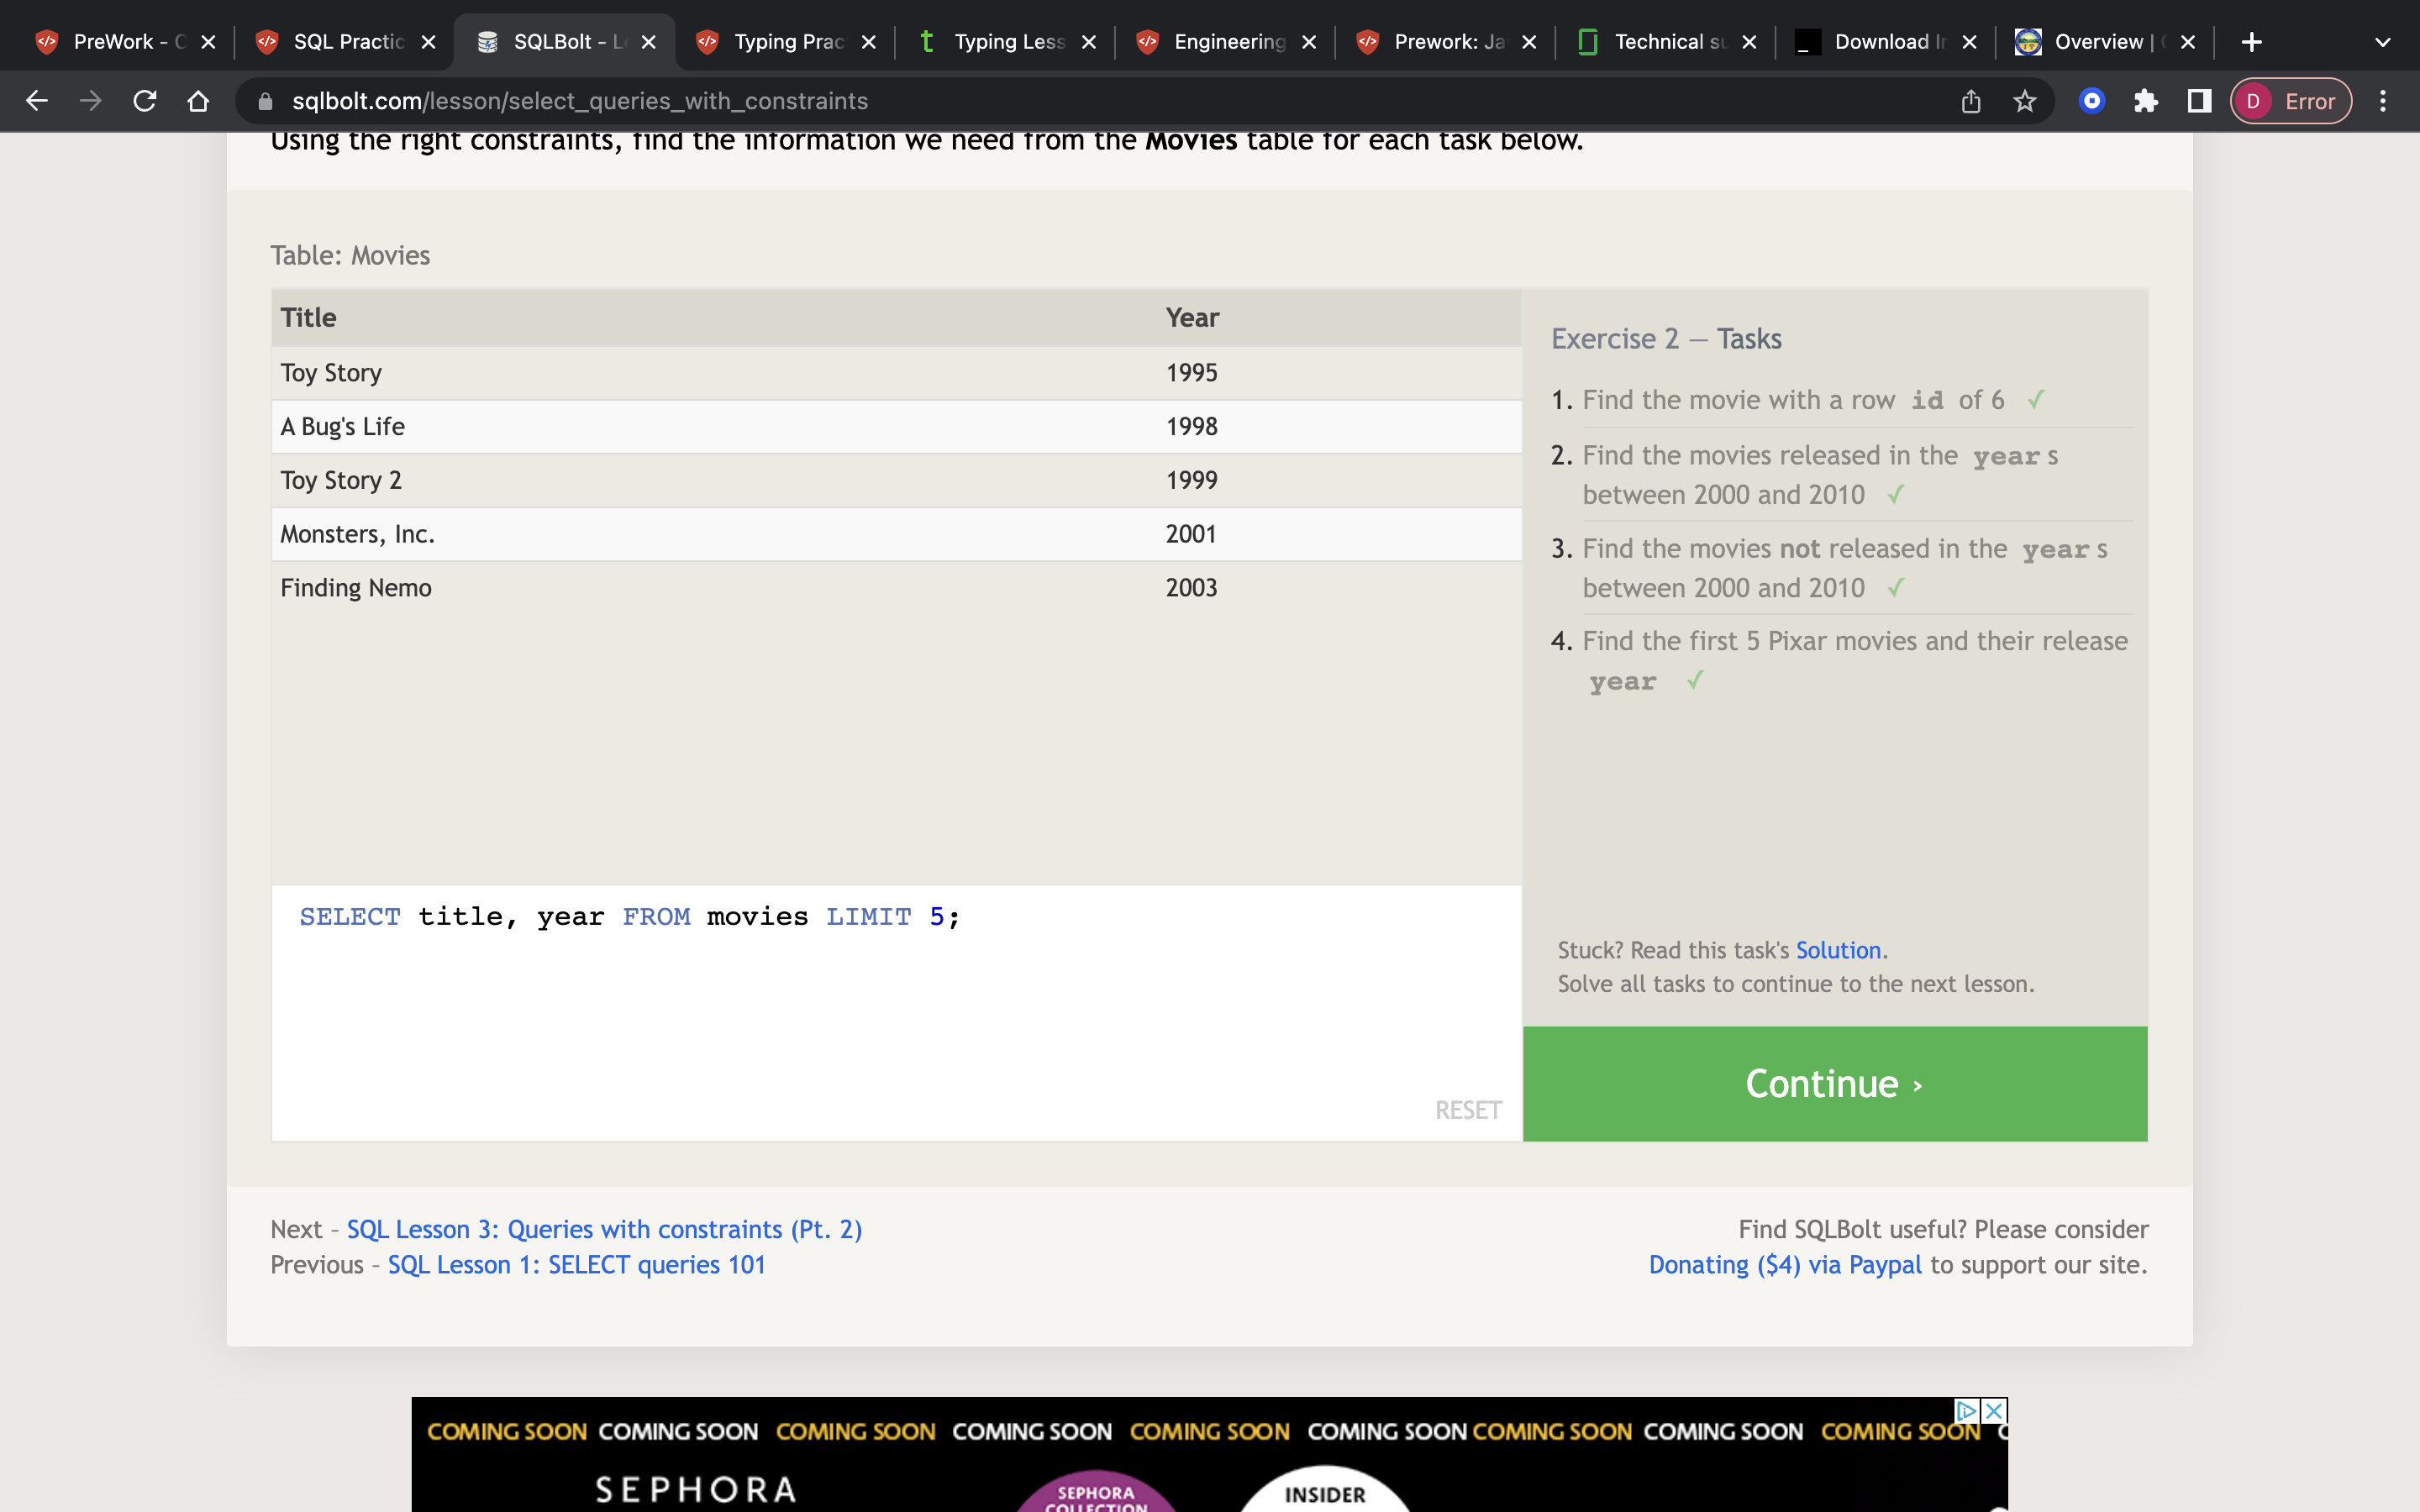 PreWork - C
SQL Practic
SQLBolt - L
Typing Prac
Typing Less
Engineering
Prework: Ja
Technical su
Download Ir
Overview |
sqlbolt.com/lesson/select_queries_with_constraints
D Error
Using the right constraints, find the information we need from the Movies table for each task below.
Table: Movies
Title Year
Toy Story 1995
A Bug's Life 1998
Toy Story 2 1999
Monsters, Inc. 2001
Finding Nemo 2003
SELECT title, year FROM movies LIMIT 5;
RESET
Exercise 2 — Tasks
1. Find the movie with a row id of 6 ✓
2. Find the movies released in the year s
between 2000 and 2010 ✓
3. Find the movies not released in the year s
between 2000 and 2010 ✓
4. Find the first 5 Pixar movies and their release
year ✓
Stuck? Read this task's Solution.
Solve all tasks to continue to the next lesson.
Continue ›
Next – SQL Lesson 3: Queries with constraints (Pt. 2)
Previous – SQL Lesson 1: SELECT queries 101
Find SQLBolt useful? Please consider
Donating ($4) via Paypal to support our site.
COMING SOON COMING SOON COMING SOON COMING SOON COMING SOON COMING SOON COMING SOON COMING SOON COMING SOON C
SEPHORA
SEPHORA
COLLECTION
INSIDER